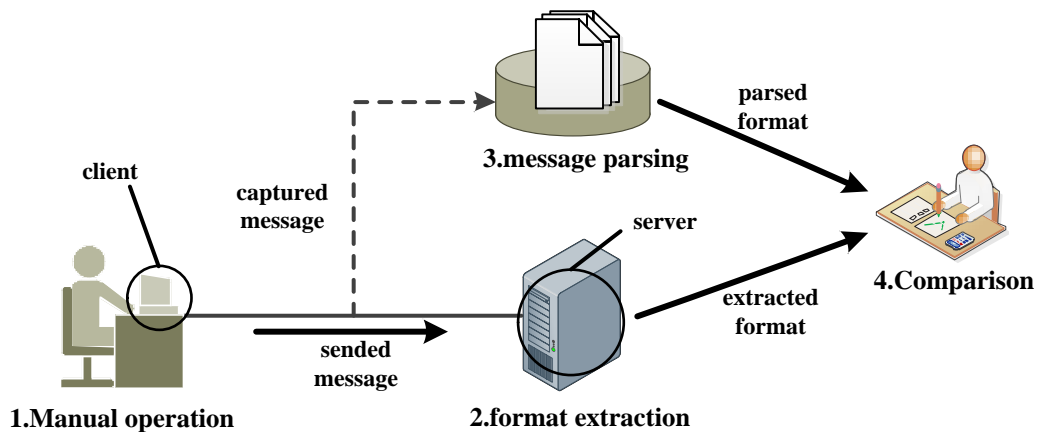 client
captured
message
3.message parsing
parsed
format
server
sended
message
extracted
format
4.Comparison
1.Manual operation
2.format extraction